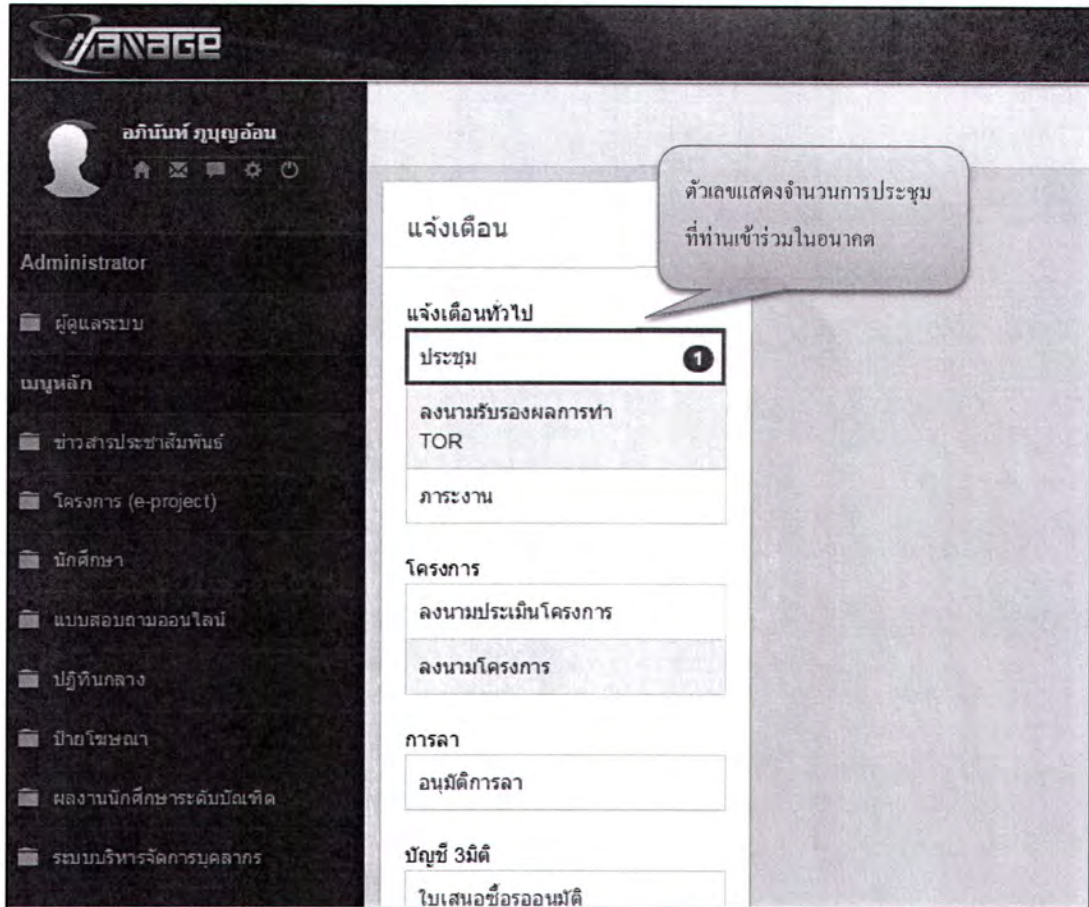 Manage
อภินันท์ ภูบุญอ้อน
Administrator
ผู้ดูแลระบบ
เมนูหลัก
ข่าวสารประชาสัมพันธ์
โครงการ (e-project)
นักศึกษา
แบบสอบถามออนไลน์
ปฏิทินกลาง
ป้ายโฆษณา
ผลงานนักศึกษาระดับบัณฑิต
ระบบบริหารจัดการบุคลากร
แจ้งเตือน
ตัวเลขแสดงจำนวนการประชุม
ที่ท่านเข้าร่วมในอนาคต
แจ้งเตือนทั่วไป
ประชุม 1
ลงนามรับรองผลการทำ
TOR
ภาระงาน
โครงการ
ลงนามประเมินโครงการ
ลงนามโครงการ
การลา
อนุมัติการลา
บัญชี 3มิติ
ใบเสนอซื้อรออนุมัติ